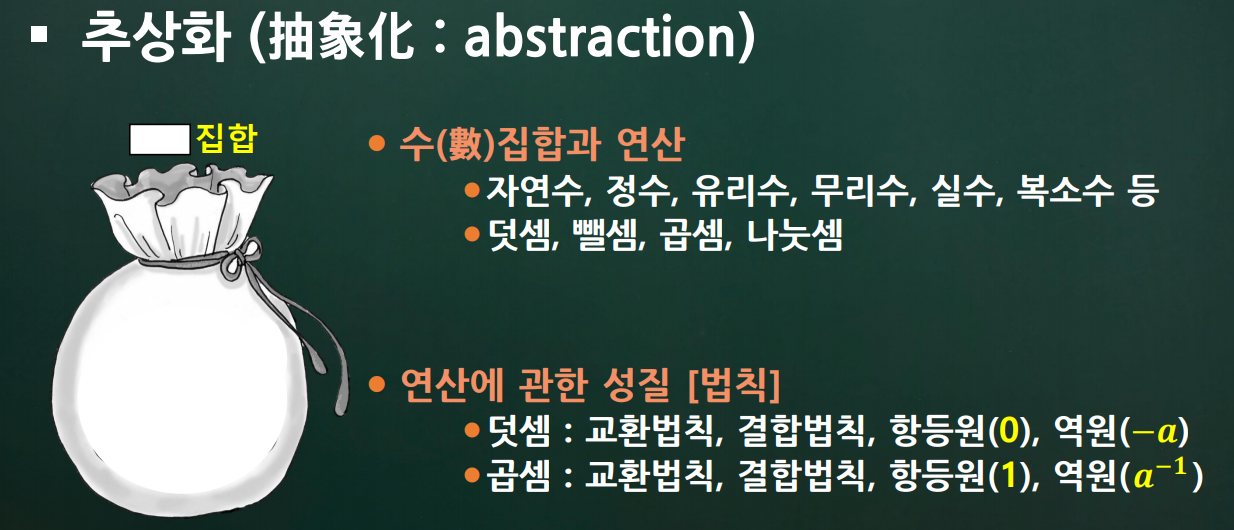 ▪ 추상화 (抽象化 : abstraction)
집합
• 수(數)집합과 연산
• 자연수, 정수, 유리수, 무리수, 실수, 복소수 등
• 덧셈, 뺄셈, 곱셈, 나눗셈
• 연산에 관한 성질 [법칙]
• 덧셈 : 교환법칙, 결합법칙, 항등원(0), 역원(−a)
• 곱셈 : 교환법칙, 결합법칙, 항등원(1), 역원(a⁻¹)